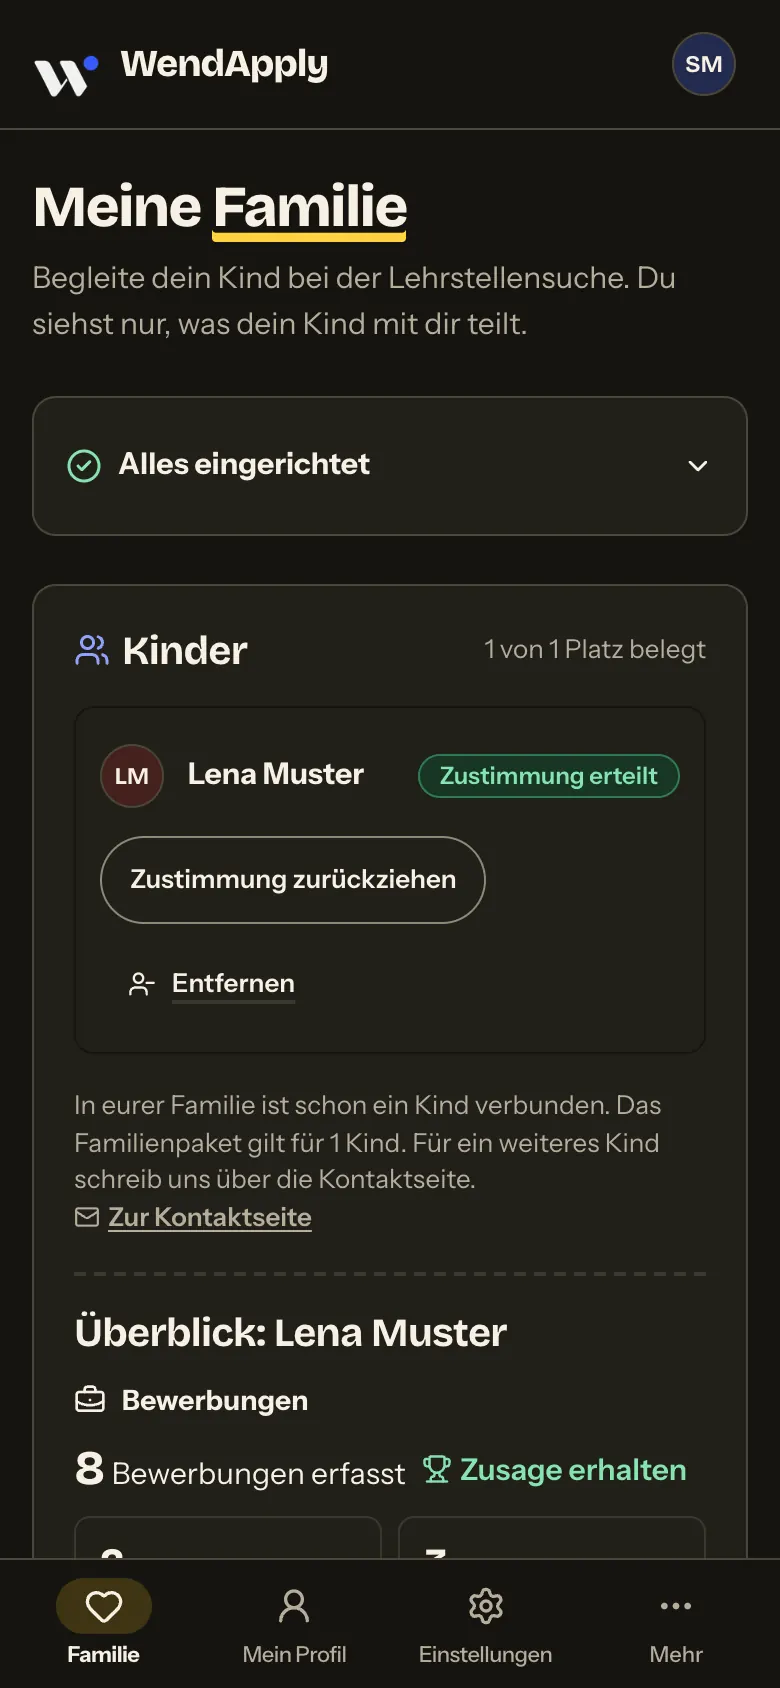 WendApply
SM
Meine Familie
Begleite dein Kind bei der Lehrstellensuche. Du
siehst nur, was dein Kind mit dir teilt.
Alles eingerichtet
Kinder
1 von 1 Platz belegt
LM
Lena Muster
Zustimmung erteilt
Zustimmung zurückziehen
Entfernen
In eurer Familie ist schon ein Kind verbunden. Das
Familienpaket gilt für 1 Kind. Für ein weiteres Kind
schreib uns über die Kontaktseite.
Zur Kontaktseite
Überblick: Lena Muster
Bewerbungen
8 Bewerbungen erfasst
Zusage erhalten
Familie
Mein Profil
Einstellungen
Mehr